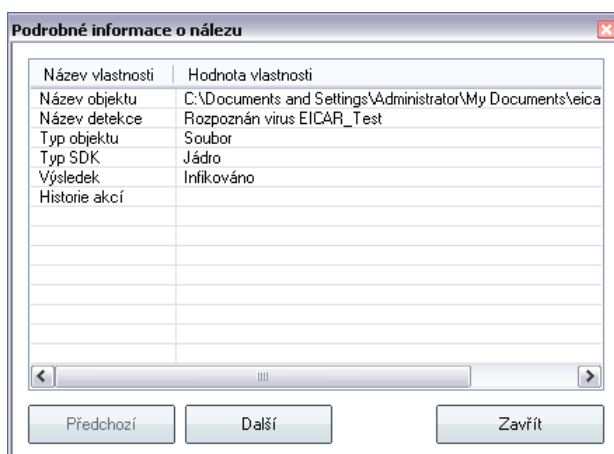 Podrobné informace o nálezu
Název vlastnosti Hodnota vlastnosti
Název objektu C:\Documents and Settings\Administrator\My Documents\eica
Název detekce Rozpoznán virus EICAR_Test
Typ objektu Soubor
Typ SDK Jádro
Výsledek Infikováno
Historie akcí
Předchozí Další Zavřít